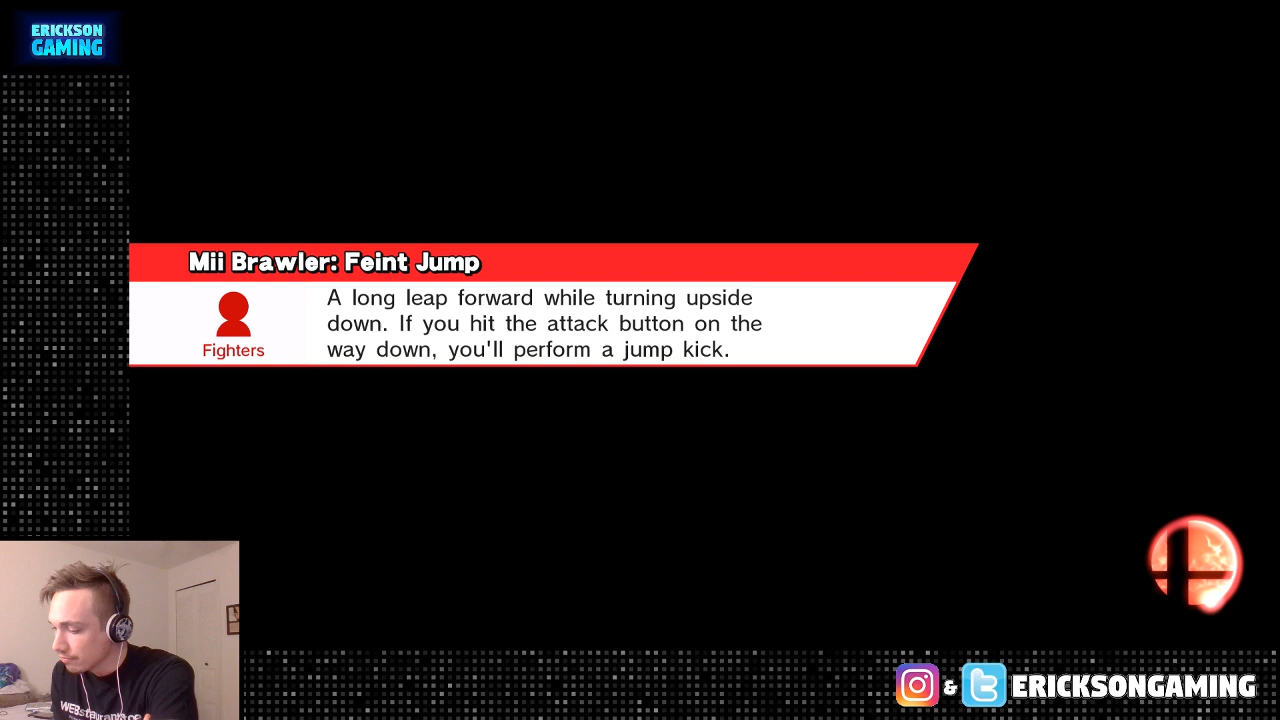 ERICKSON
GAMING
Mii Brawler: Feint Jump
A long leap forward while turning upside
down. If you hit the attack button on the
way down, you'll perform a jump kick.
Fighters
& ERICKSONGAMING